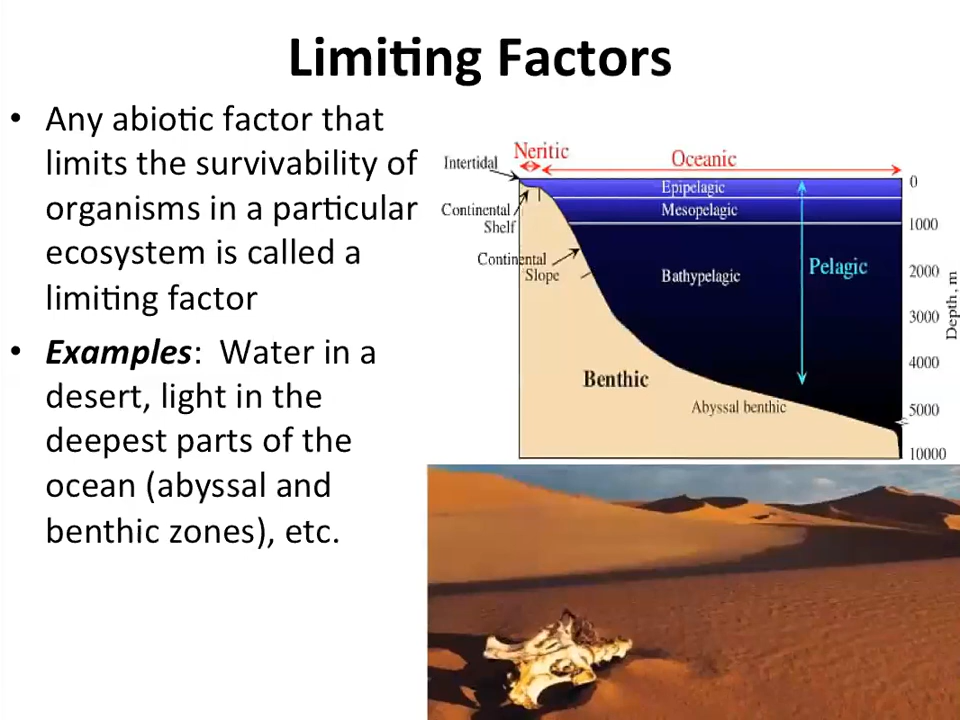 Limiting Factors
• Any abiotic factor that
limits the survivability of
organisms in a particular
ecosystem is called a
limiting factor
• Examples: Water in a
desert, light in the
deepest parts of the
ocean (abyssal and
benthic zones), etc.
Neritic
Intertidal
Oceanic
Epipelagic
0
Continental
Shelf
Mesopelagic
1000
Continental
Slope
Bathypelagic
Pelagic
2000
Depth, m
3000
4000
Benthic
Abyssal benthic
5000
10000